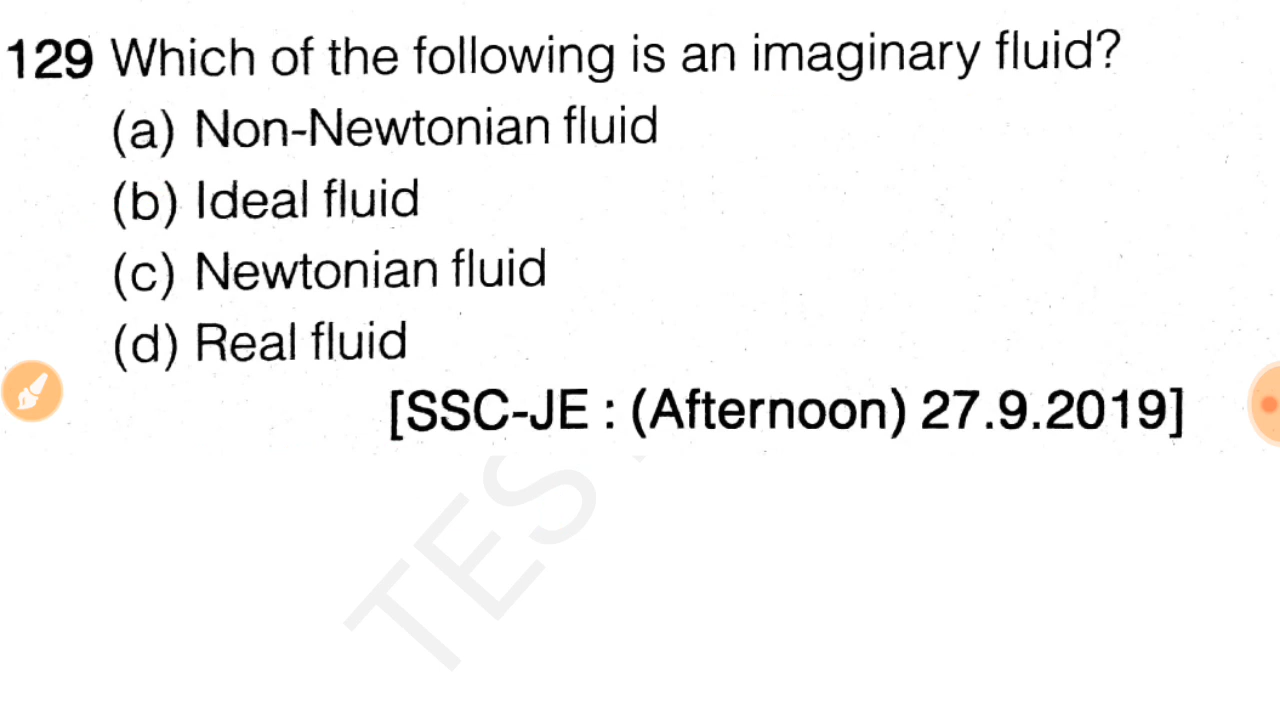 129 Which of the following is an imaginary fluid?
(a) Non-Newtonian fluid
(b) Ideal fluid
(c) Newtonian fluid
(d) Real fluid
[SSC-JE : (Afternoon) 27.9.2019]
TES